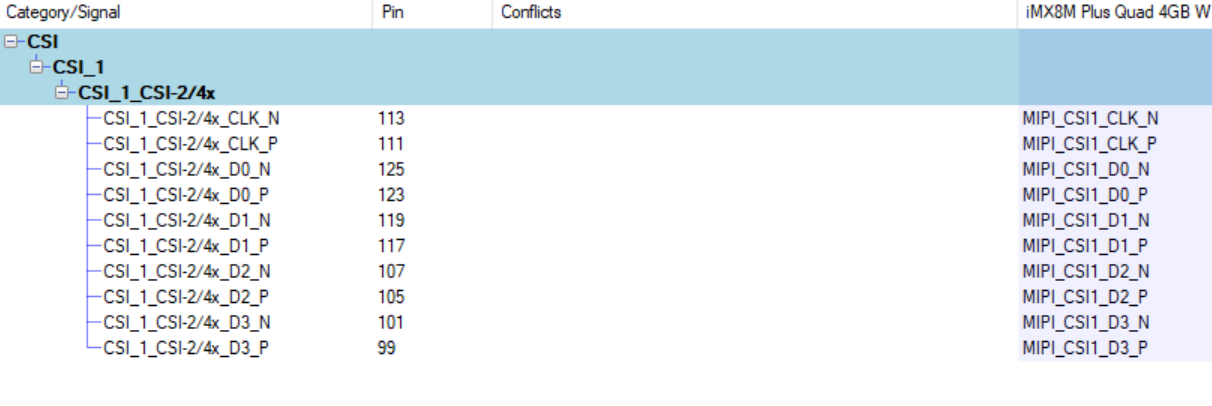 Category/Signal Pin Conflicts iMX8M Plus Quad 4GB W
CSI
CSI_1
CSI_1_CSI-2/4x
CSI_1_CSI-2/4x_CLK_N 113 MIPI_CSI1_CLK_N
CSI_1_CSI-2/4x_CLK_P 111 MIPI_CSI1_CLK_P
CSI_1_CSI-2/4x_D0_N 125 MIPI_CSI1_D0_N
CSI_1_CSI-2/4x_D0_P 123 MIPI_CSI1_D0_P
CSI_1_CSI-2/4x_D1_N 119 MIPI_CSI1_D1_N
CSI_1_CSI-2/4x_D1_P 117 MIPI_CSI1_D1_P
CSI_1_CSI-2/4x_D2_N 107 MIPI_CSI1_D2_N
CSI_1_CSI-2/4x_D2_P 105 MIPI_CSI1_D2_P
CSI_1_CSI-2/4x_D3_N 101 MIPI_CSI1_D3_N
CSI_1_CSI-2/4x_D3_P 99 MIPI_CSI1_D3_P